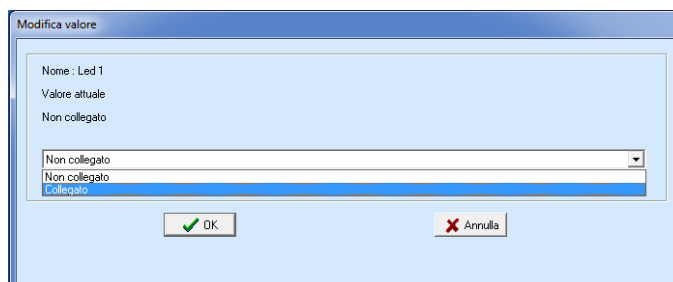 Modifica valore
Nome : Led 1
Valore attuale
Non collegato
Non collegato
Non collegato
Collegato
OK
Annulla